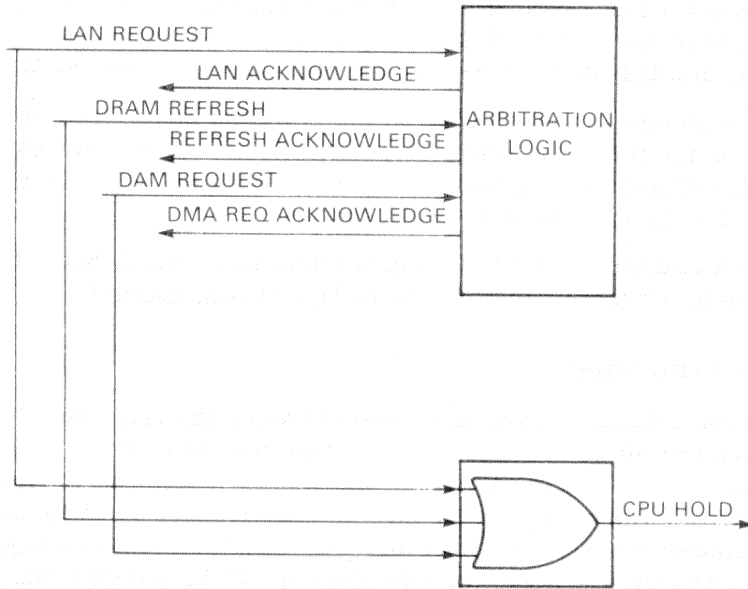 LAN REQUEST
LAN ACKNOWLEDGE
DRAM REFRESH
ARBITRATION
LOGIC
REFRESH ACKNOWLEDGE
DAM REQUEST
DMA REQ ACKNOWLEDGE
CPU HOLD